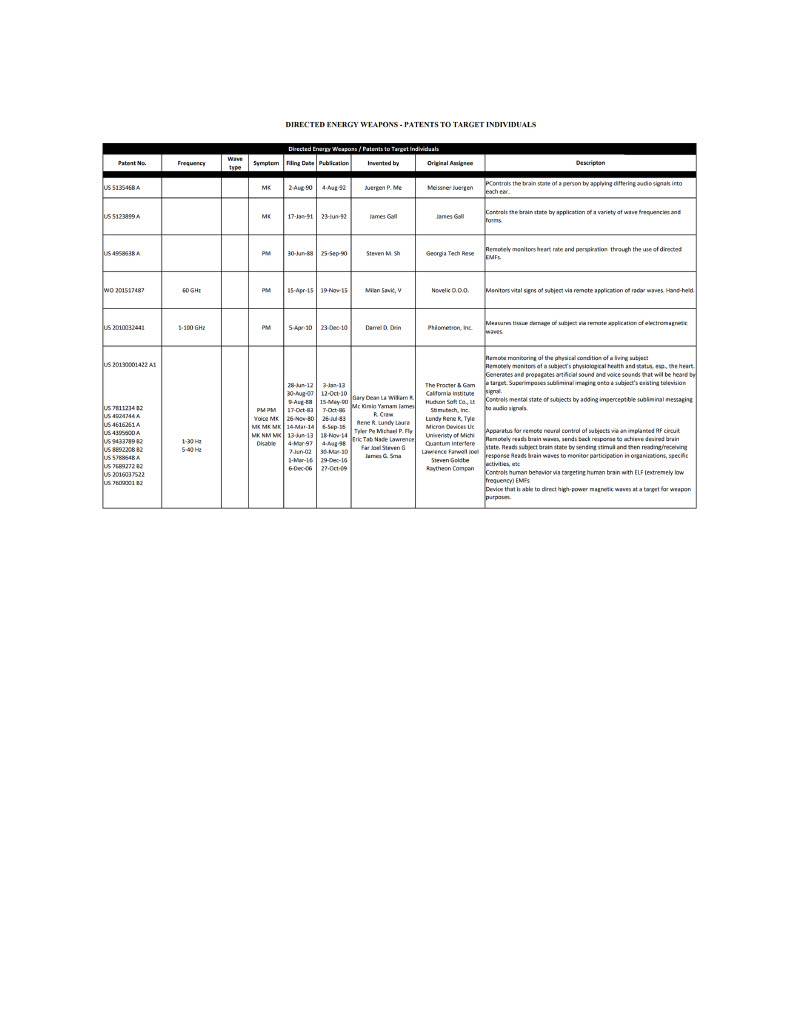 DIRECTED ENERGY WEAPONS - PATENTS TO TARGET INDIVIDUALS
Directed Energy Weapons / Patents to Target Individuals
Patent No. Frequency Wave type Symptom Filing Date Publication Invented by Original Assignee Descripton
US 5135468 A MK 2-Aug-90 4-Aug-92 Juergen P. Me Meissner Juergen PControls the brain state of a person by applying differing audio signals into
each ear.
US 5123899 A MK 17-Jan-91 23-Jun-92 James Gall James Gall Controls the brain state by application of a variety of wave frequencies and
forms.
US 4958638 A PM 30-Jun-88 25-Sep-90 Steven M. Sh Georgia Tech Rese Remotely monitors heart rate and perspiration through the use of directed
EMFs.
WO 201517487 60 GHz PM 15-Apr-15 19-Nov-15 Milan Savić, V Novelic D.O.O. Monitors vital signs of subject via remote application of radar waves. Hand-held.
US 2010032441 1-100 GHz PM 5-Apr-10 23-Dec-10 Darrel D. Drin Philometron, Inc. Measures tissue damage of subject via remote application of electromagnetic
waves.
US 20130001422 A1
US 7811234 B2
US 4924744 A
US 4616261 A
US 4395600 A
US 9433789 B2
US 8892208 B2
US 5788648 A
US 7689272 B2
US 2016037522
US 7609001 B2
1-30 Hz
5-40 Hz
PM PM
Voice MK
MK MK MK
MK NM MK
Disable
28-Jun-12
30-Aug-07
9-Aug-88
17-Oct-83
26-Nov-80
14-Mar-14
13-Jun-13
4-Mar-97
7-Jun-02
1-Mar-16
6-Dec-06
3-Jan-13
12-Oct-10
15-May-90
7-Oct-86
26-Jul-83
6-Sep-16
18-Nov-14
4-Aug-98
30-Mar-10
29-Dec-16
27-Oct-09
Gary Dean La William R.
Mc Kimio Yamam James
R. Craw
Rene R. Lundy Laura
Tyler Pe Michael P. Fly
Eric Tab Nade Lawrence
Far Joel Steven G
James G. Sma
The Procter & Gam
California Institute
Hudson Soft Co., Lt
Stimutech, Inc.
Lundy Rene R, Tyle
Micron Devices Llc
Univeristy of Michi
Quantum Interfere
Lawrence Farwell Joel
Steven Goldbe
Raytheon Compan
Remote monitoring of the physical condition of a living subject
Remotely monitors of a subject's physiological health and status, esp., the heart.
Generates and propagates artificial sound and voice sounds that will be heard by
a target. Superimposes subliminal imaging onto a subject's existing television
signal.
Controls mental state of subjects by adding imperceptible subliminal messaging
to audio signals.
Apparatus for remote neural control of subjects via an implanted RF circuit
Remotely reads brain waves, sends back response to achieve desired brain
state. Reads subject brain state by sending stimuli and then reading/receiving
response Reads brain waves to monitor participation in organizations, specific
activities, etc
Controls human behavior via targeting human brain with ELF (extremely low
frequency) EMFs
Device that is able to direct high-power magnetic waves at a target for weapon
purposes.